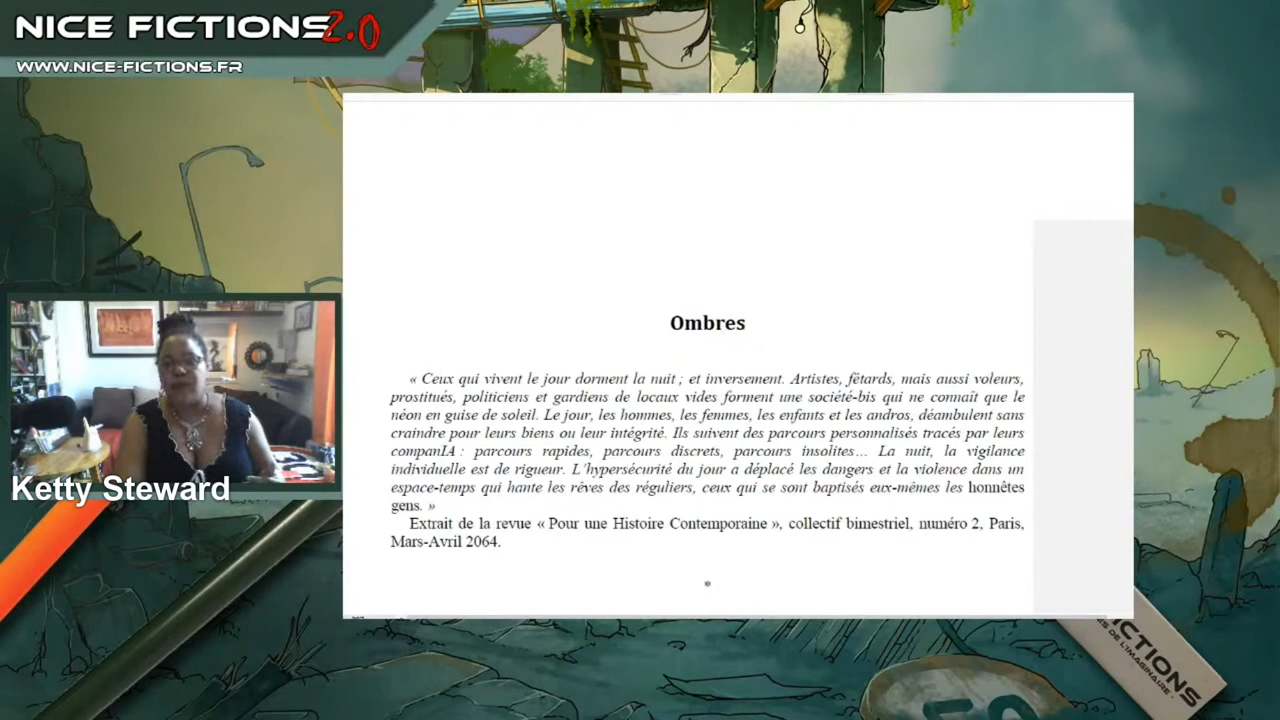 NICE FICTIONS 2.0
WWW.NICE-FICTIONS.FR
Ombres
« Ceux qui vivent le jour dorment la nuit ; et inversement. Artistes, fêtards, mais aussi voleurs,
prostitués, politiciens et gardiens de locaux vides forment une société-bis qui ne connaît que le
néon en guise de soleil. Le jour, les hommes, les femmes, les enfants et les andros, déambulent sans
craindre pour leurs biens ou leur intégrité. Ils suivent des parcours personnalisés tracés par leurs
companIA : parcours rapides, parcours discrets, parcours insolites... La nuit, la vigilance
individuelle est de rigueur. L'hypersécurité du jour a déplacé les dangers et la violence dans un
espace-temps qui hante les rêves des réguliers, ceux qui se sont baptisés eux-mêmes les honnêtes
gens. »
Extrait de la revue « Pour une Histoire Contemporaine », collectif bimestriel, numéro 2, Paris,
Mars-Avril 2064.
*
Ketty Steward
FICTIONS
ES DE L'IMAGINAIRE